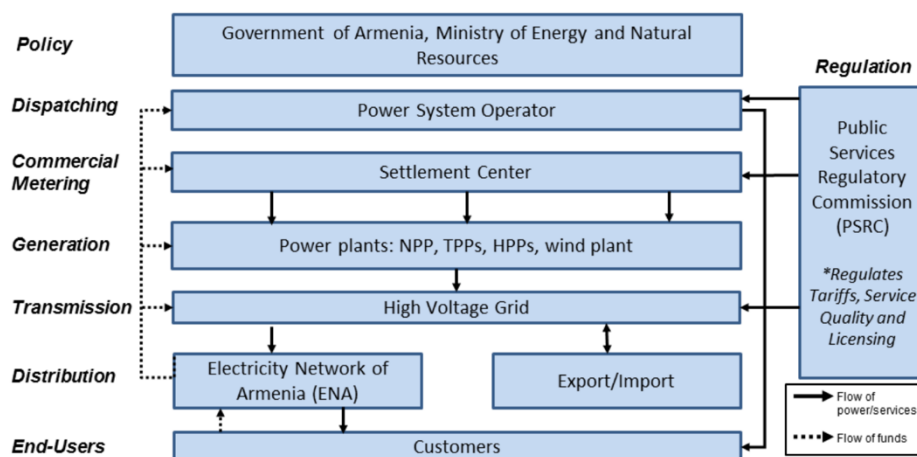 Policy
Government of Armenia, Ministry of Energy and Natural
Resources
Regulation
Dispatching
Power System Operator
Public
Services
Regulatory
Commission
(PSRC)
*Regulates
Tariffs, Service
Quality and
Licensing
Commercial
Metering
Settlement Center
Generation
Power plants: NPP, TPPs, HPPs, wind plant
Transmission
High Voltage Grid
Distribution
Electricity Network of
Armenia (ENA)
Export/Import
End-Users
Customers
Flow of
power/services
Flow of funds